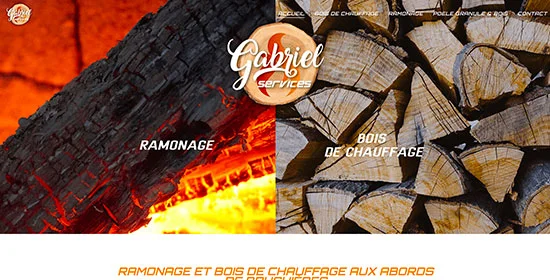 ACCUEIL BOIS DE CHAUFFAGE RAMONAGE POÊLE GRANULE & BOIS CONTACT
Gabriel
services
RAMONAGE
BOIS
DE CHAUFFAGE
RAMONAGE ET BOIS DE CHAUFFAGE AUX ABORDS